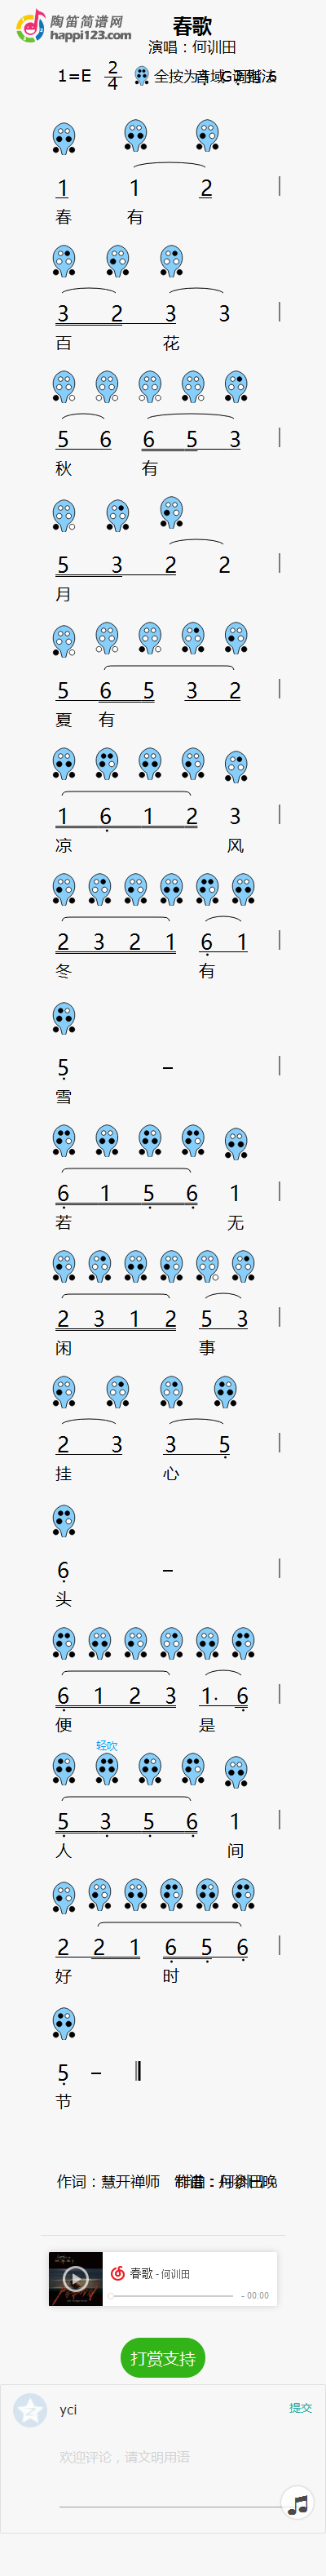 陶笛简谱网
happi123.com
春歌
演唱：何训田
1=E 2/4 全按为
1 1 2
春 有
3 2 3 3
百 花
5 6 6 5 3
秋 有
5 3 2 2
月
5 6 5 3 2
夏 有
1 6 1 2 3
凉 风
2 3 2 1 6 1
冬 有
5 –
雪
6 1 5 6 1
若 无
2 3 1 2 5 3
闲 事
2 3 3 5
挂 心
6 –
头
6 1 2 3 1· 6
便 是
轻吹
5 3 5 6 1
人 间
2 2 1 6 5 6
好 时
5 –
节
作词：慧开禅师
春歌 - 何训田
- 00:00
打赏支持
yci
提交
欢迎评论，请文明用语